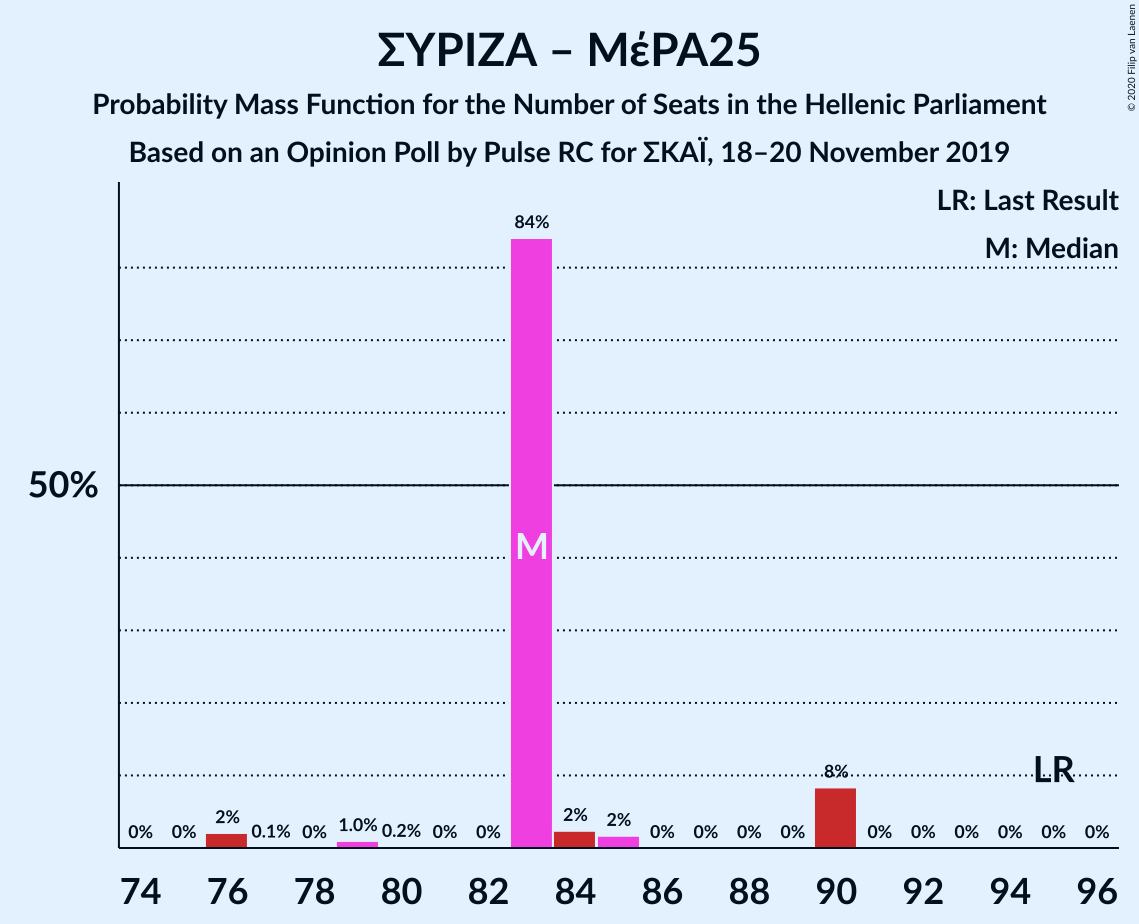 ΣΥΡΙΖΑ – ΜέΡΑ25
Probability Mass Function for the Number of Seats in the Hellenic Parliament
Based on an Opinion Poll by Pulse RC for ΣΚΑΪ, 18–20 November 2019
© 2020 Filip van Laenen
LR: Last Result
M: Median
84%
50%
M
LR
8%
0% 0% 2% 0.1% 0% 1.0% 0.2% 0% 0% 2% 2% 0% 0% 0% 0% 0% 0% 0% 0% 0% 0%
74 76 78 80 82 84 86 88 90 92 94 96